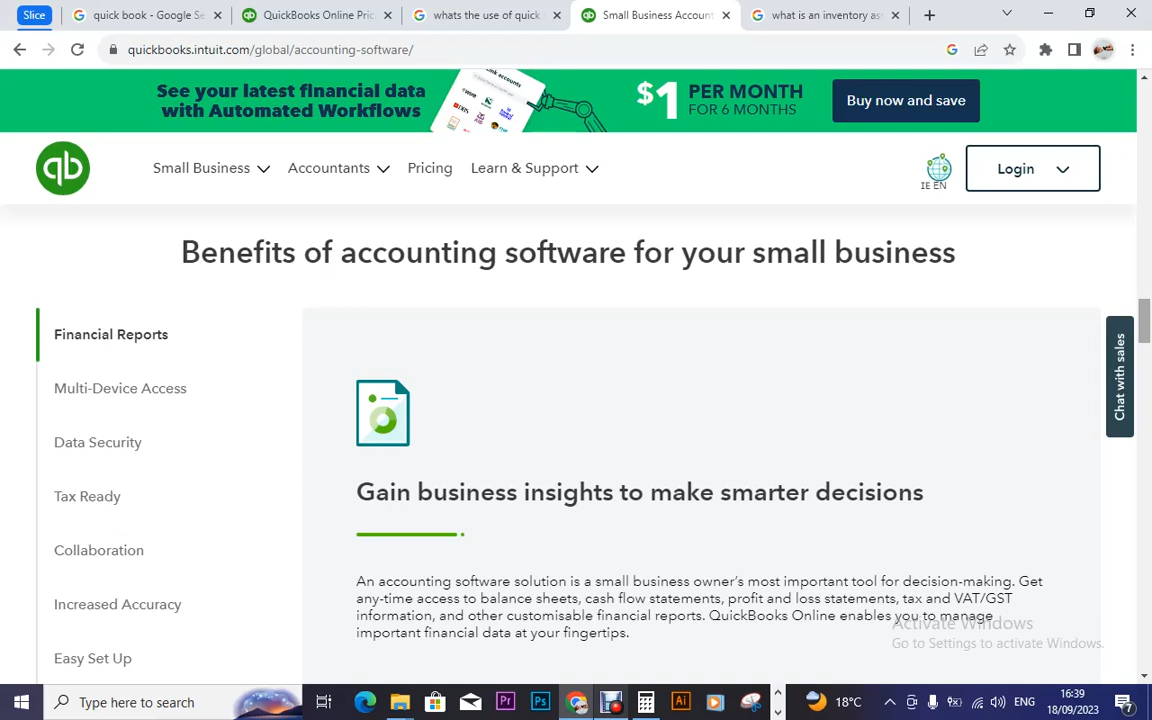 Slice
quick book - Google Se
QuickBooks Online Pric
whats the use of quick
Small Business Account
what is an inventory as
quickbooks.intuit.com/global/accounting-software/
See your latest financial data
with Automated Workflows
$1 PER MONTH
FOR 6 MONTHS
Buy now and save
qb
Small Business
Accountants
Pricing
Learn & Support
IE EN
Login
Benefits of accounting software for your small business
Financial Reports
Multi-Device Access
Data Security
Tax Ready
Collaboration
Increased Accuracy
Easy Set Up
Gain business insights to make smarter decisions
An accounting software solution is a small business owner's most important tool for decision-making. Get
any-time access to balance sheets, cash flow statements, profit and loss statements, tax and VAT/GST
information, and other customisable financial reports. QuickBooks Online enables you to manage
important financial data at your fingertips.
Chat with sales
Activate Windows
Go to Settings to activate Windows.
Type here to search
Pr
Ps
Ai
18°C
ENG
16:39
18/09/2023
7